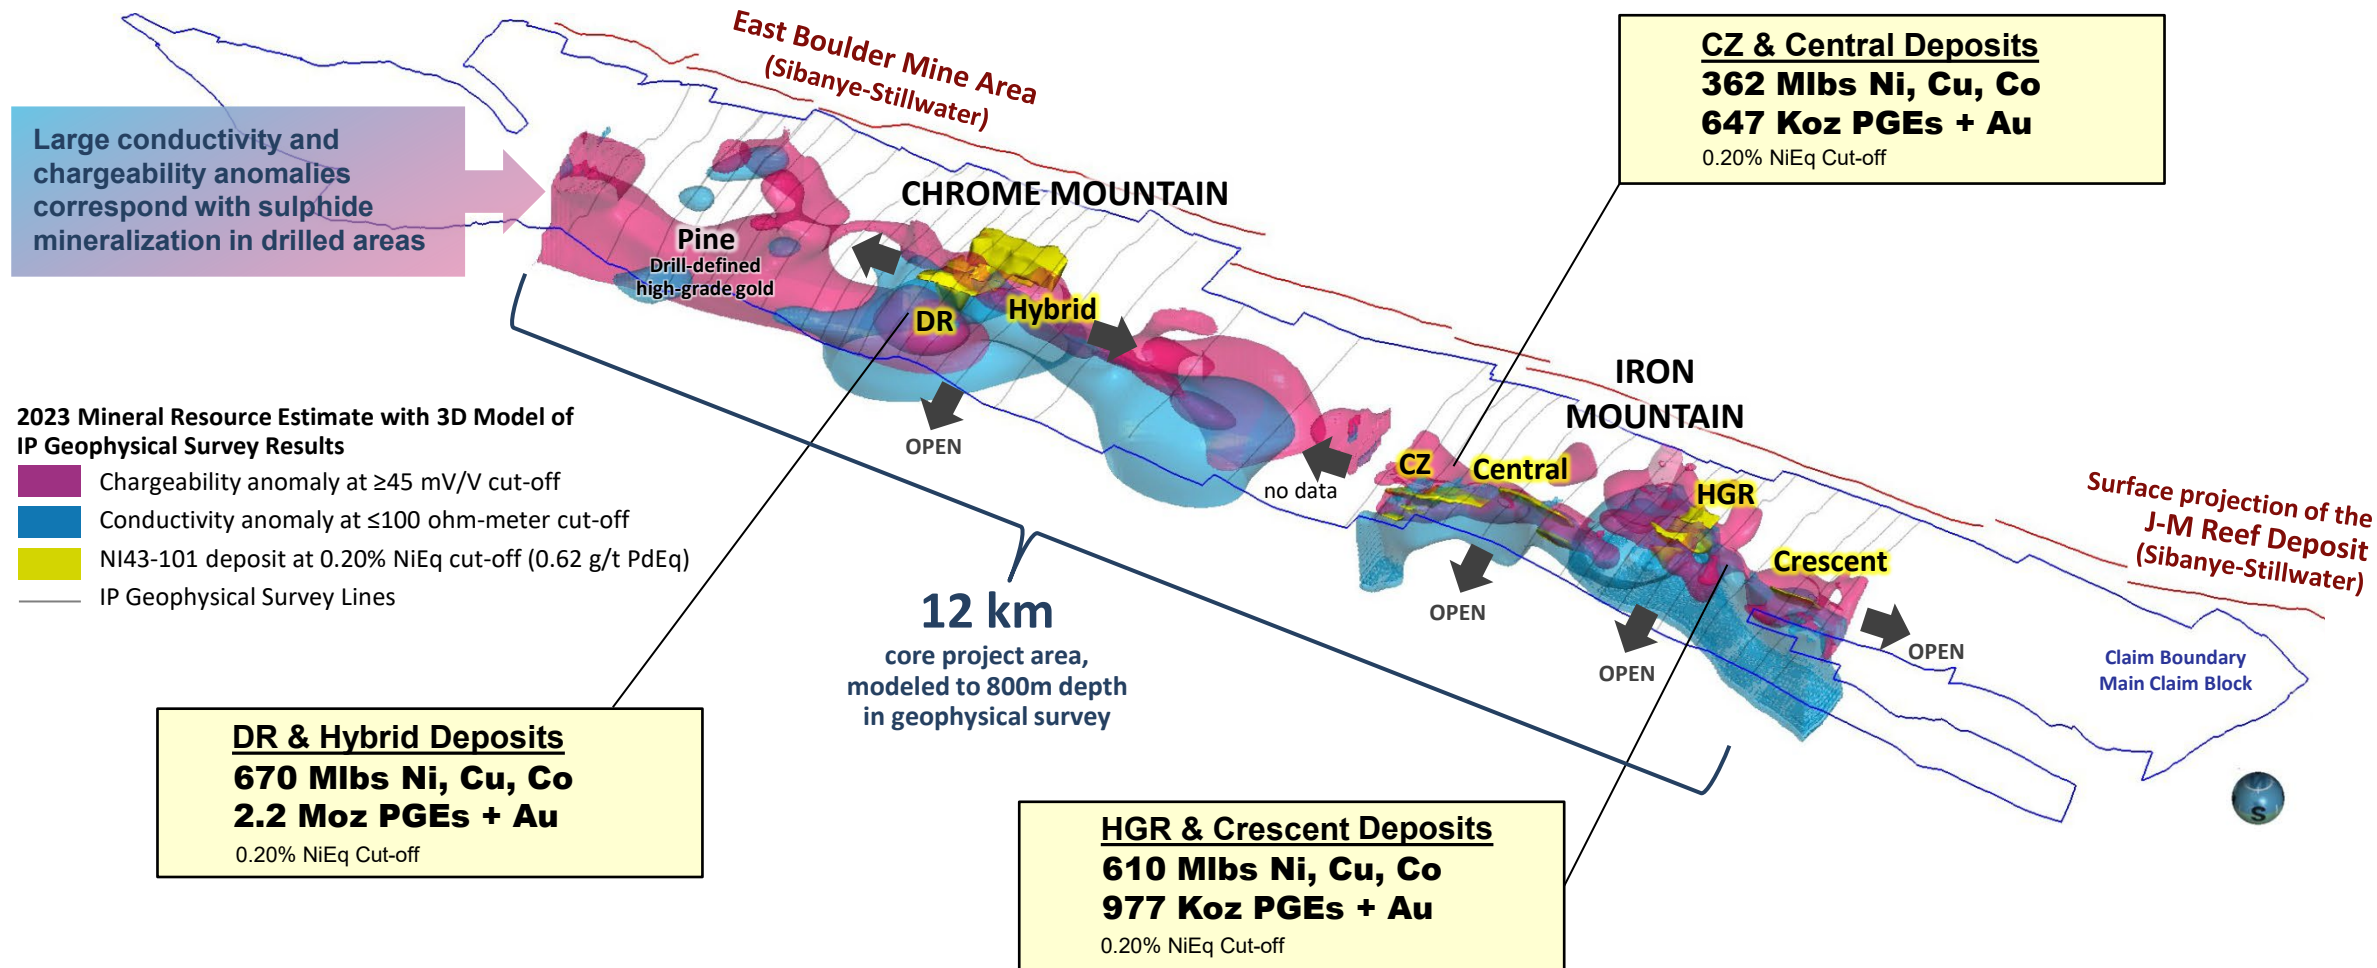 East Boulder Mine Area
(Sibanye-Stillwater)
CZ & Central Deposits
362 Mlbs Ni, Cu, Co
647 Koz PGEs + Au
0.20% NiEq Cut-off
Large conductivity and
chargeability anomalies
correspond with sulphide
mineralization in drilled areas
CHROME MOUNTAIN
Pine
Drill-defined
high-grade gold
DR
Hybrid
OPEN
IRON
MOUNTAIN
CZ
Central
HGR
Crescent
no data
OPEN
OPEN
OPEN
Surface projection of the
J-M Reef Deposit
(Sibanye-Stillwater)
Claim Boundary
Main Claim Block
2023 Mineral Resource Estimate with 3D Model of
IP Geophysical Survey Results
Chargeability anomaly at ≥45 mV/V cut-off
Conductivity anomaly at ≤100 ohm-meter cut-off
NI43-101 deposit at 0.20% NiEq cut-off (0.62 g/t PdEq)
IP Geophysical Survey Lines
12 km
core project area,
modeled to 800m depth
in geophysical survey
DR & Hybrid Deposits
670 Mlbs Ni, Cu, Co
2.2 Moz PGEs + Au
0.20% NiEq Cut-off
HGR & Crescent Deposits
610 Mlbs Ni, Cu, Co
977 Koz PGEs + Au
0.20% NiEq Cut-off
S